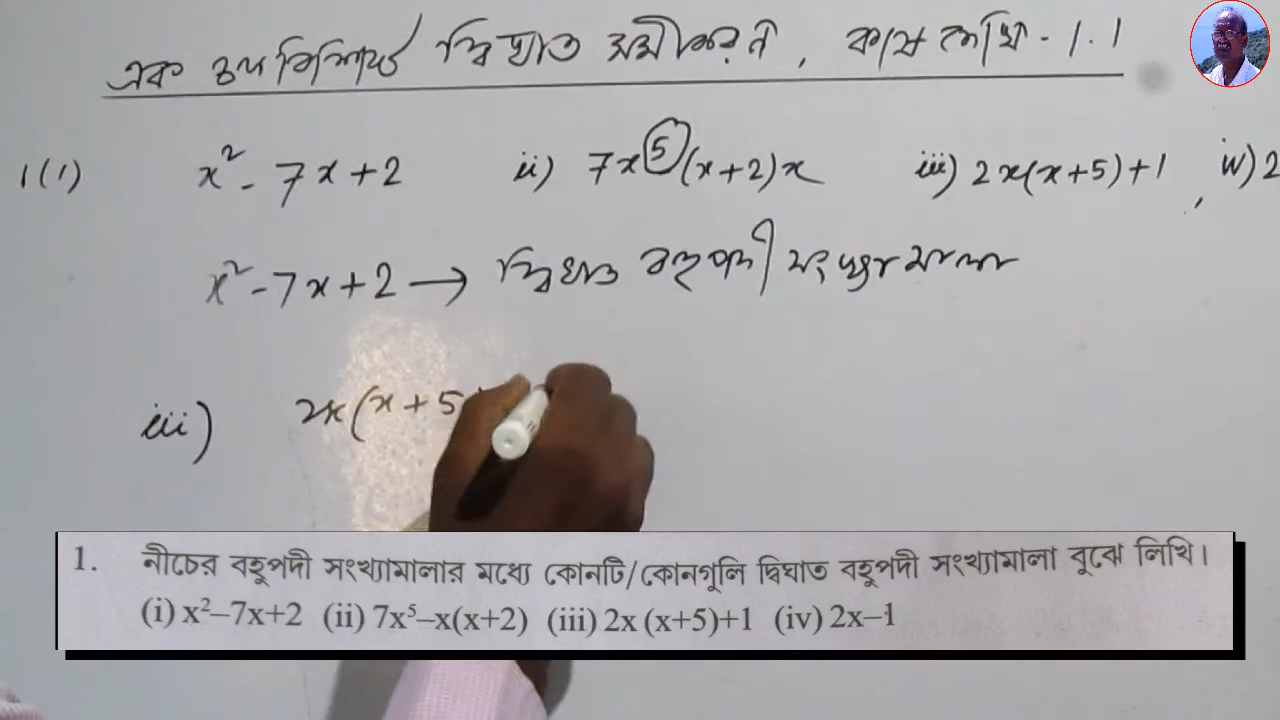 এক চল বিশিষ্ট দ্বিঘাত সমীকরণ, কষে দেখি - 1.1
1(1) x² - 7x + 2 ii) 7x⁵ (x+2)x iii) 2x(x+5)+1, iv) 2
x² - 7x + 2 → দ্বিঘাত বহুপদী সংখ্যামালা
iii) 2x(x+5
1. নীচের বহুপদী সংখ্যামালার মধ্যে কোনটি/কোনগুলি দ্বিঘাত বহুপদী সংখ্যামালা বুঝে লিখি।
(i) x²–7x+2 (ii) 7x⁵–x(x+2) (iii) 2x (x+5)+1 (iv) 2x–1